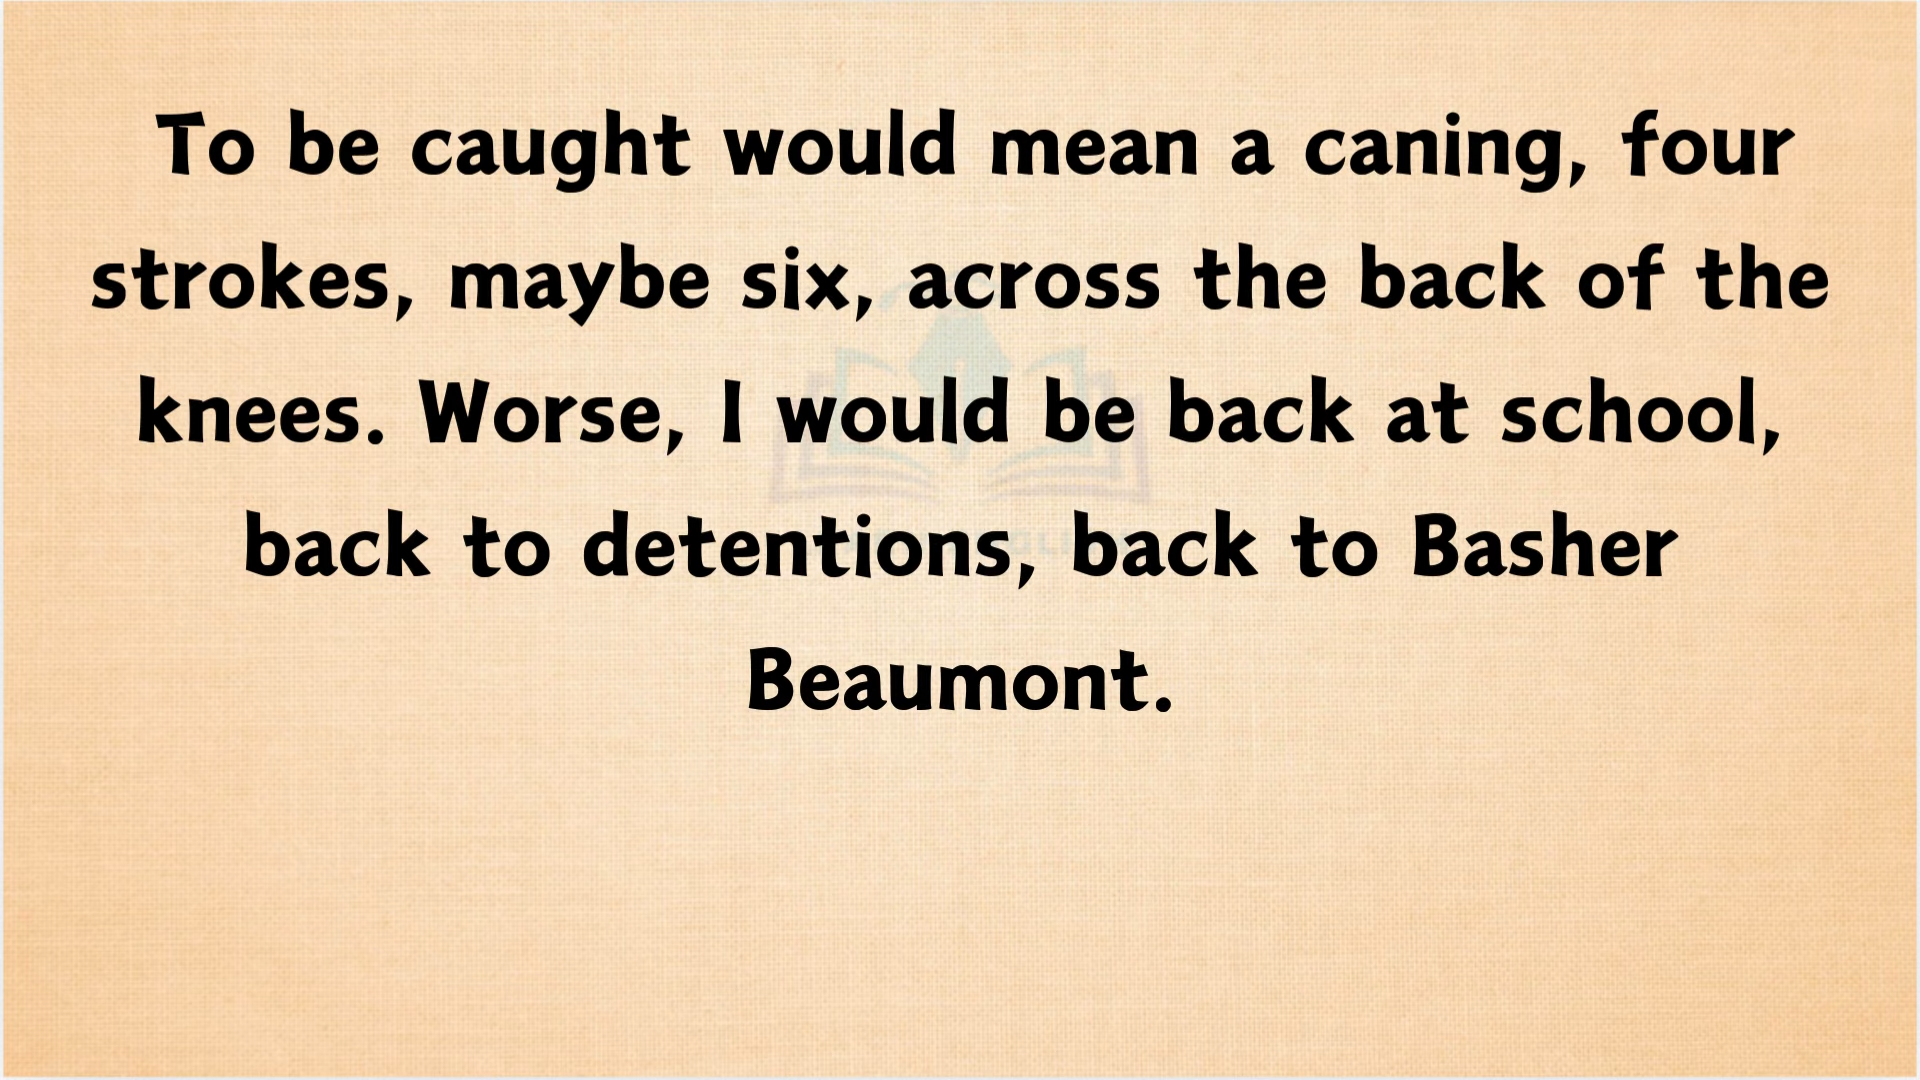 To be caught would mean a caning, four
strokes, maybe six, across the back of the
knees. Worse, I would be back at school,
back to detentions, back to Basher
Beaumont.